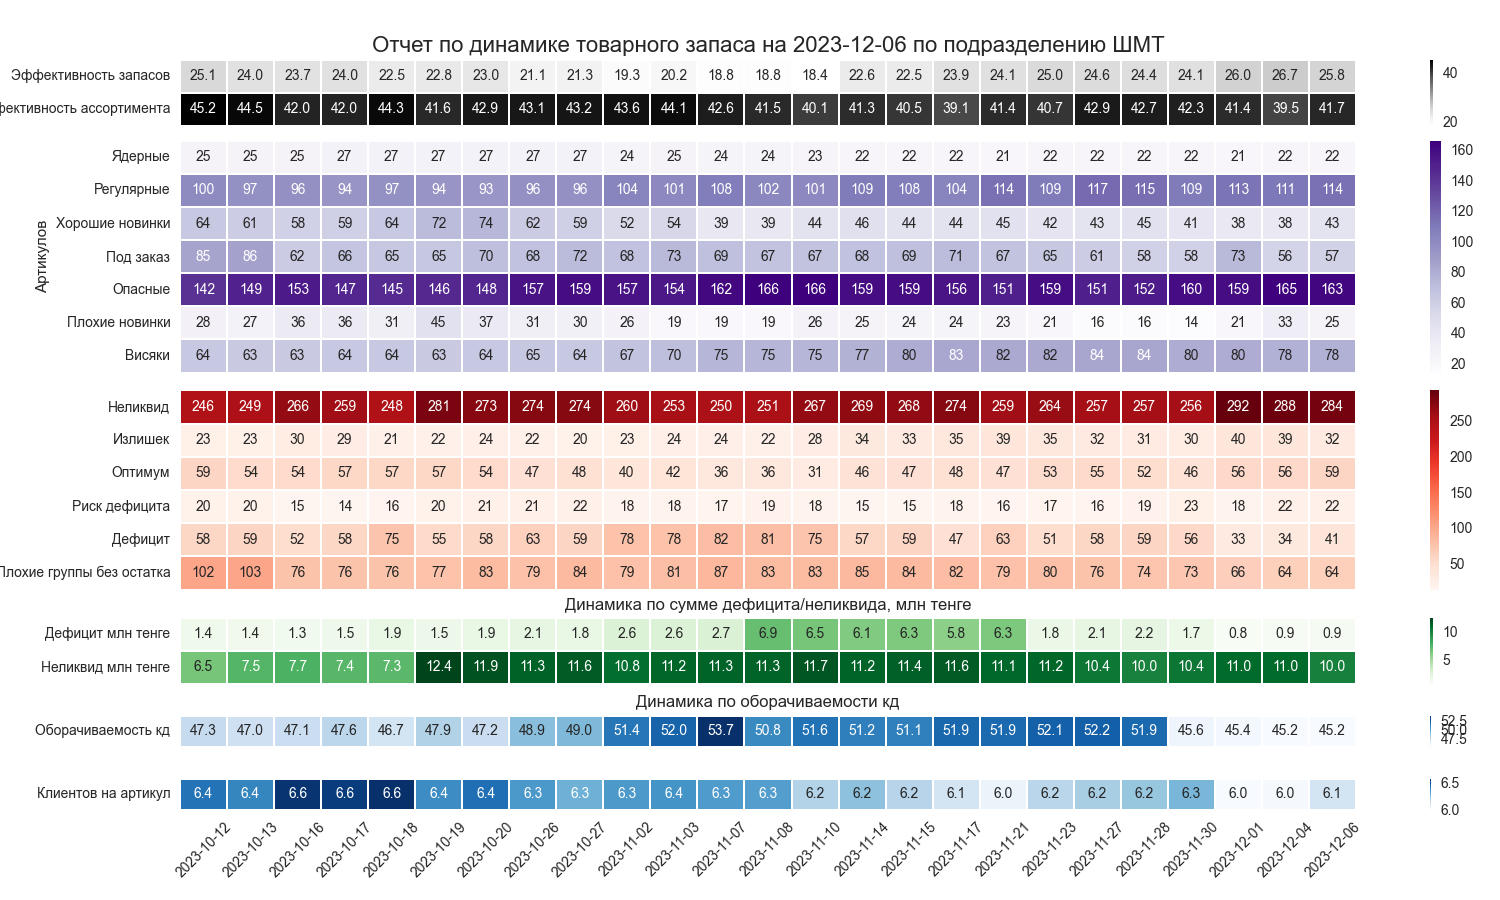 Отчет по динамике товарного запаса на 2023-12-06 по подразделению ШМТ
Эффективность запасов 25.1 24.0 23.7 24.0 22.5 22.8 23.0 21.1 21.3 19.3 20.2 18.8 18.8 18.4 22.6 22.5 23.9 24.1 25.0 24.6 24.4 24.1 26.0 26.7 25.8
фективность ассортимента 45.2 44.5 42.0 42.0 44.3 41.6 42.9 43.1 43.2 43.6 44.1 42.6 41.5 40.1 41.3 40.5 39.1 41.4 40.7 42.9 42.7 42.3 41.4 39.5 41.7
40
20
Артикулов
Ядерные 25 25 25 27 27 27 27 27 27 24 25 24 24 23 22 22 22 21 22 22 22 22 21 22 22
Регулярные 100 97 96 94 97 94 93 96 96 104 101 108 102 101 109 108 104 114 109 117 115 109 113 111 114
Хорошие новинки 64 61 58 59 64 72 74 62 59 52 54 39 39 44 46 44 44 45 42 43 45 41 38 38 43
Под заказ 85 86 62 66 65 65 70 68 72 68 73 69 67 67 68 69 71 67 65 61 58 58 73 56 57
Опасные 142 149 153 147 145 146 148 157 159 157 154 162 166 166 159 159 156 151 159 151 152 160 159 165 163
Плохие новинки 28 27 36 36 31 45 37 31 30 26 19 19 19 26 25 24 24 23 21 16 16 14 21 33 25
Висяки 64 63 63 64 64 63 64 65 64 67 70 75 75 75 77 80 83 82 82 84 84 80 80 78 78
160
140
120
100
80
60
40
20
Неликвид 246 249 266 259 248 281 273 274 274 260 253 250 251 267 269 268 274 259 264 257 257 256 292 288 284
Излишек 23 23 30 29 21 22 24 22 20 23 24 24 22 28 34 33 35 39 35 32 31 30 40 39 32
Оптимум 59 54 54 57 57 57 54 47 48 40 42 36 36 31 46 47 48 47 53 55 52 46 56 56 59
Риск дефицита 20 20 15 14 16 20 21 21 22 18 18 17 19 18 15 15 18 16 17 16 19 23 18 22 22
Дефицит 58 59 52 58 75 55 58 63 59 78 78 82 81 75 57 59 47 63 51 58 59 56 33 34 41
Плохие группы без остатка 102 103 76 76 76 77 83 79 84 79 81 87 83 83 85 84 82 79 80 76 74 73 66 64 64
250
200
150
100
50
Динамика по сумме дефицита/неликвида, млн тенге
Дефицит млн тенге 1.4 1.4 1.3 1.5 1.9 1.5 1.9 2.1 1.8 2.6 2.6 2.7 6.9 6.5 6.1 6.3 5.8 6.3 1.8 2.1 2.2 1.7 0.8 0.9 0.9
Неликвид млн тенге 6.5 7.5 7.7 7.4 7.3 12.4 11.9 11.3 11.6 10.8 11.2 11.3 11.3 11.7 11.2 11.4 11.6 11.1 11.2 10.4 10.0 10.4 11.0 11.0 10.0
10
5
Динамика по оборачиваемости кд
Оборачиваемость кд 47.3 47.0 47.1 47.6 46.7 47.9 47.2 48.9 49.0 51.4 52.0 53.7 50.8 51.6 51.2 51.1 51.9 51.9 52.1 52.2 51.9 45.6 45.4 45.2 45.2
52.5
50.0
47.5
Клиентов на артикул 6.4 6.4 6.6 6.6 6.6 6.4 6.4 6.3 6.3 6.3 6.4 6.3 6.3 6.2 6.2 6.2 6.1 6.0 6.2 6.2 6.2 6.3 6.0 6.0 6.1
6.5
6.0
2023-10-12 2023-10-13 2023-10-16 2023-10-17 2023-10-18 2023-10-19 2023-10-20 2023-10-26 2023-10-27 2023-11-02 2023-11-03 2023-11-07 2023-11-08 2023-11-10 2023-11-14 2023-11-15 2023-11-17 2023-11-21 2023-11-23 2023-11-27 2023-11-28 2023-11-30 2023-12-01 2023-12-04 2023-12-06